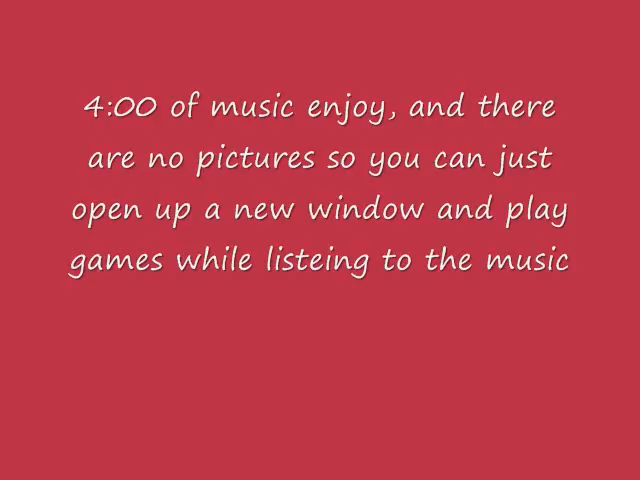 4:00 of music enjoy, and there
are no pictures so you can just
open up a new window and play
games while listeing to the music